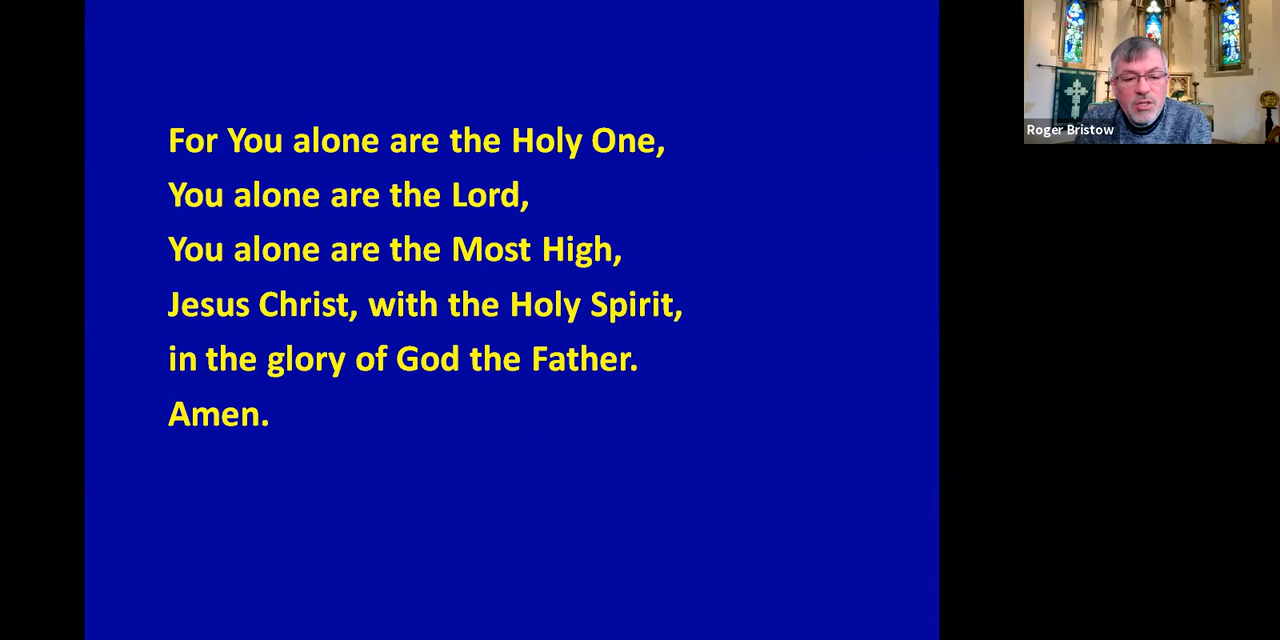 For You alone are the Holy One,
You alone are the Lord,
You alone are the Most High,
Jesus Christ, with the Holy Spirit,
in the glory of God the Father.
Amen.
Roger Bristow